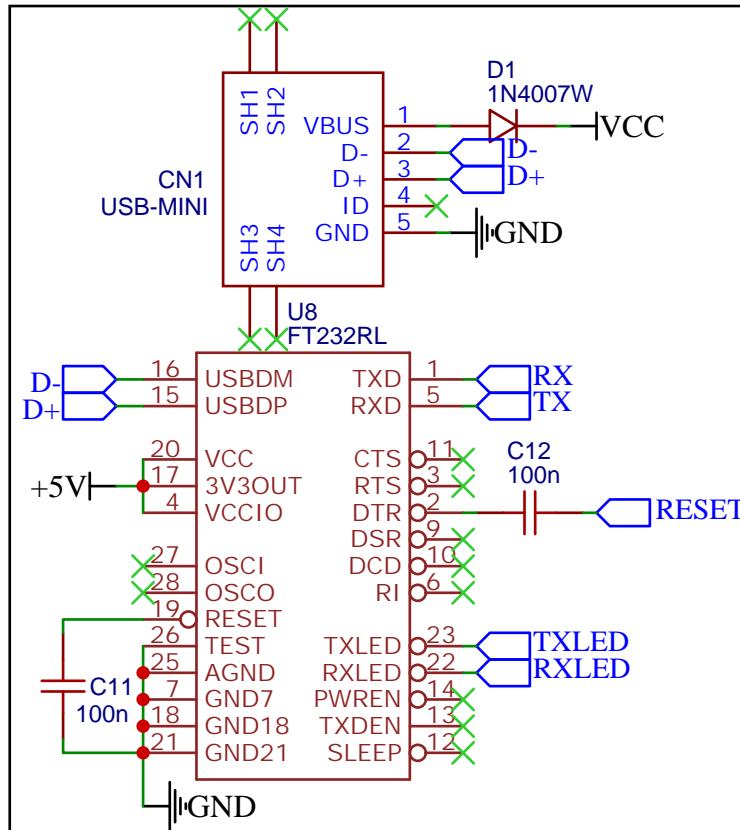 SH1
SH2
D1
1N4007W
VBUS 1
VCC
D- 2
D-
D+ 3
D+
CN1
USB-MINI
ID 4
GND 5
GND
SH3
SH4
U8
FT232RL
D-
16 USBDM
TXD 1
RX
D+
15 USBDP
RXD 5
TX
20 VCC
CTS 11
C12
100n
+5V
17 3V3OUT
RTS 3
4 VCCIO
DTR 2
RESET
DSR 9
27 OSCI
DCD 10
28 OSCO
RI 6
19 RESET
26 TEST
TXLED 23
TXLED
25 AGND
RXLED 22
RXLED
C11
100n
7 GND7
PWREN 14
18 GND18
TXDEN 13
21 GND21
SLEEP 12
GND